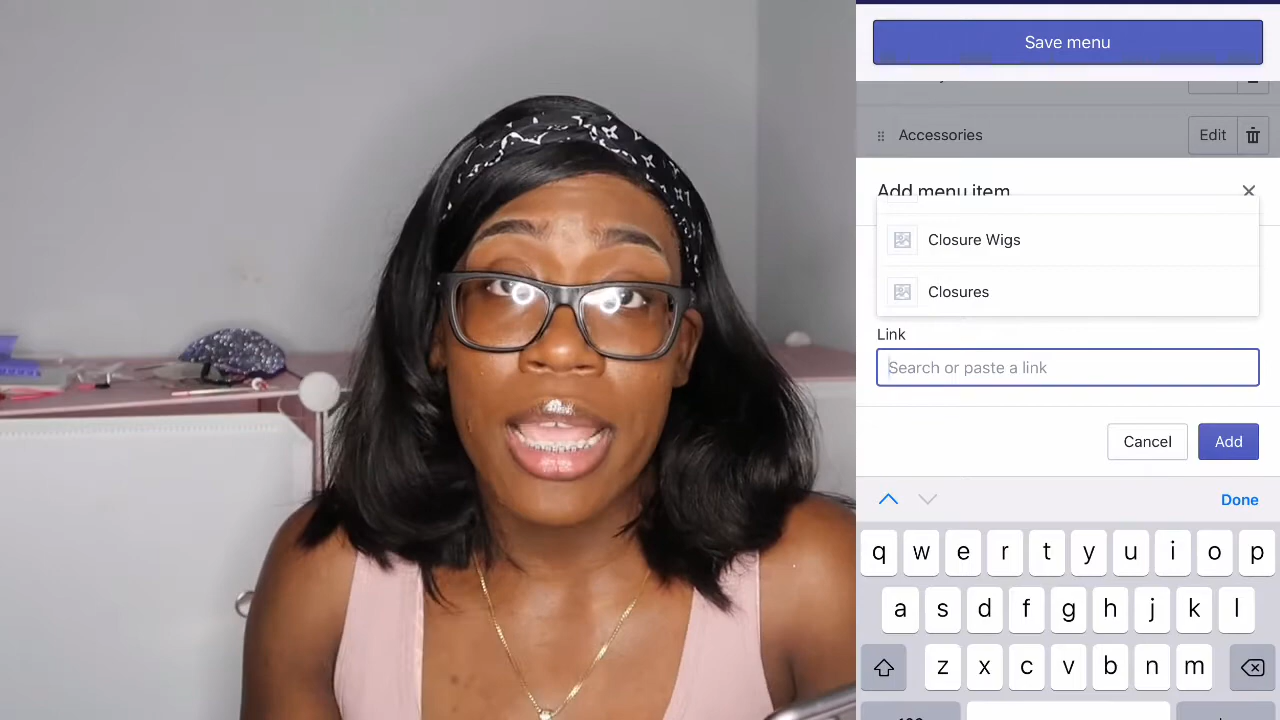 Save menu
Accessories
Edit
Add menu item
Closure Wigs
Closures
Link
Search or paste a link
Cancel
Add
Done
q w e r t y u i o p
a s d f g h j k l
z x c v b n m